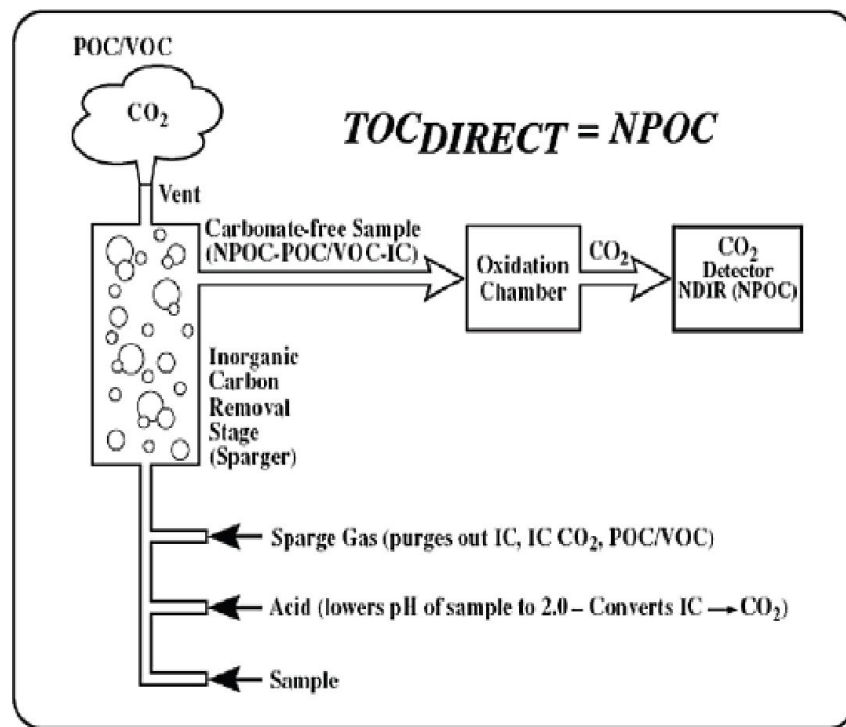 POC/VOC
CO₂
TOC_DIRECT = NPOC
Vent
Carbonate-free Sample
(NPOC-POC/VOC-IC)
Oxidation
Chamber
CO₂
CO₂
Detector
NDIR (NPOC)
Inorganic
Carbon
Removal
Stage
(Sparger)
Sparge Gas (purges out IC, IC CO₂, POC/VOC)
Acid (lowers pH of sample to 2.0 – Converts IC → CO₂)
Sample